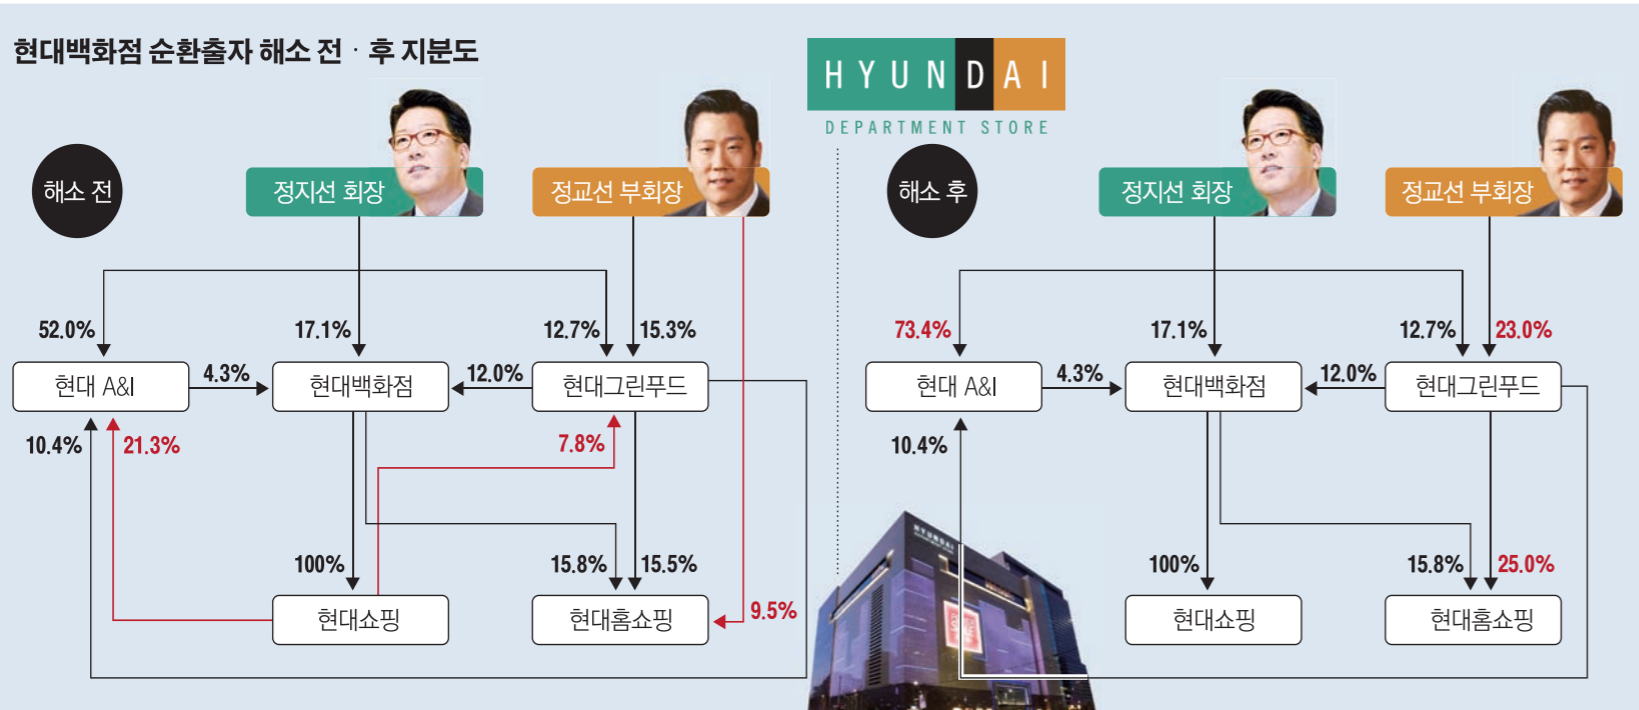 현대백화점 순환출자 해소 전 · 후 지분도
HYUNDAI
DEPARTMENT STORE
해소 전
정지선 회장
정교선 부회장
52.0%
17.1%
12.7%
15.3%
현대 A&I
4.3%
현대백화점
12.0%
현대그린푸드
10.4%
21.3%
7.8%
100%
15.8%
15.5%
현대쇼핑
현대홈쇼핑
9.5%
해소 후
정지선 회장
정교선 부회장
73.4%
17.1%
12.7%
23.0%
현대 A&I
4.3%
현대백화점
12.0%
현대그린푸드
10.4%
100%
15.8%
25.0%
현대쇼핑
현대홈쇼핑
HYUNDAI